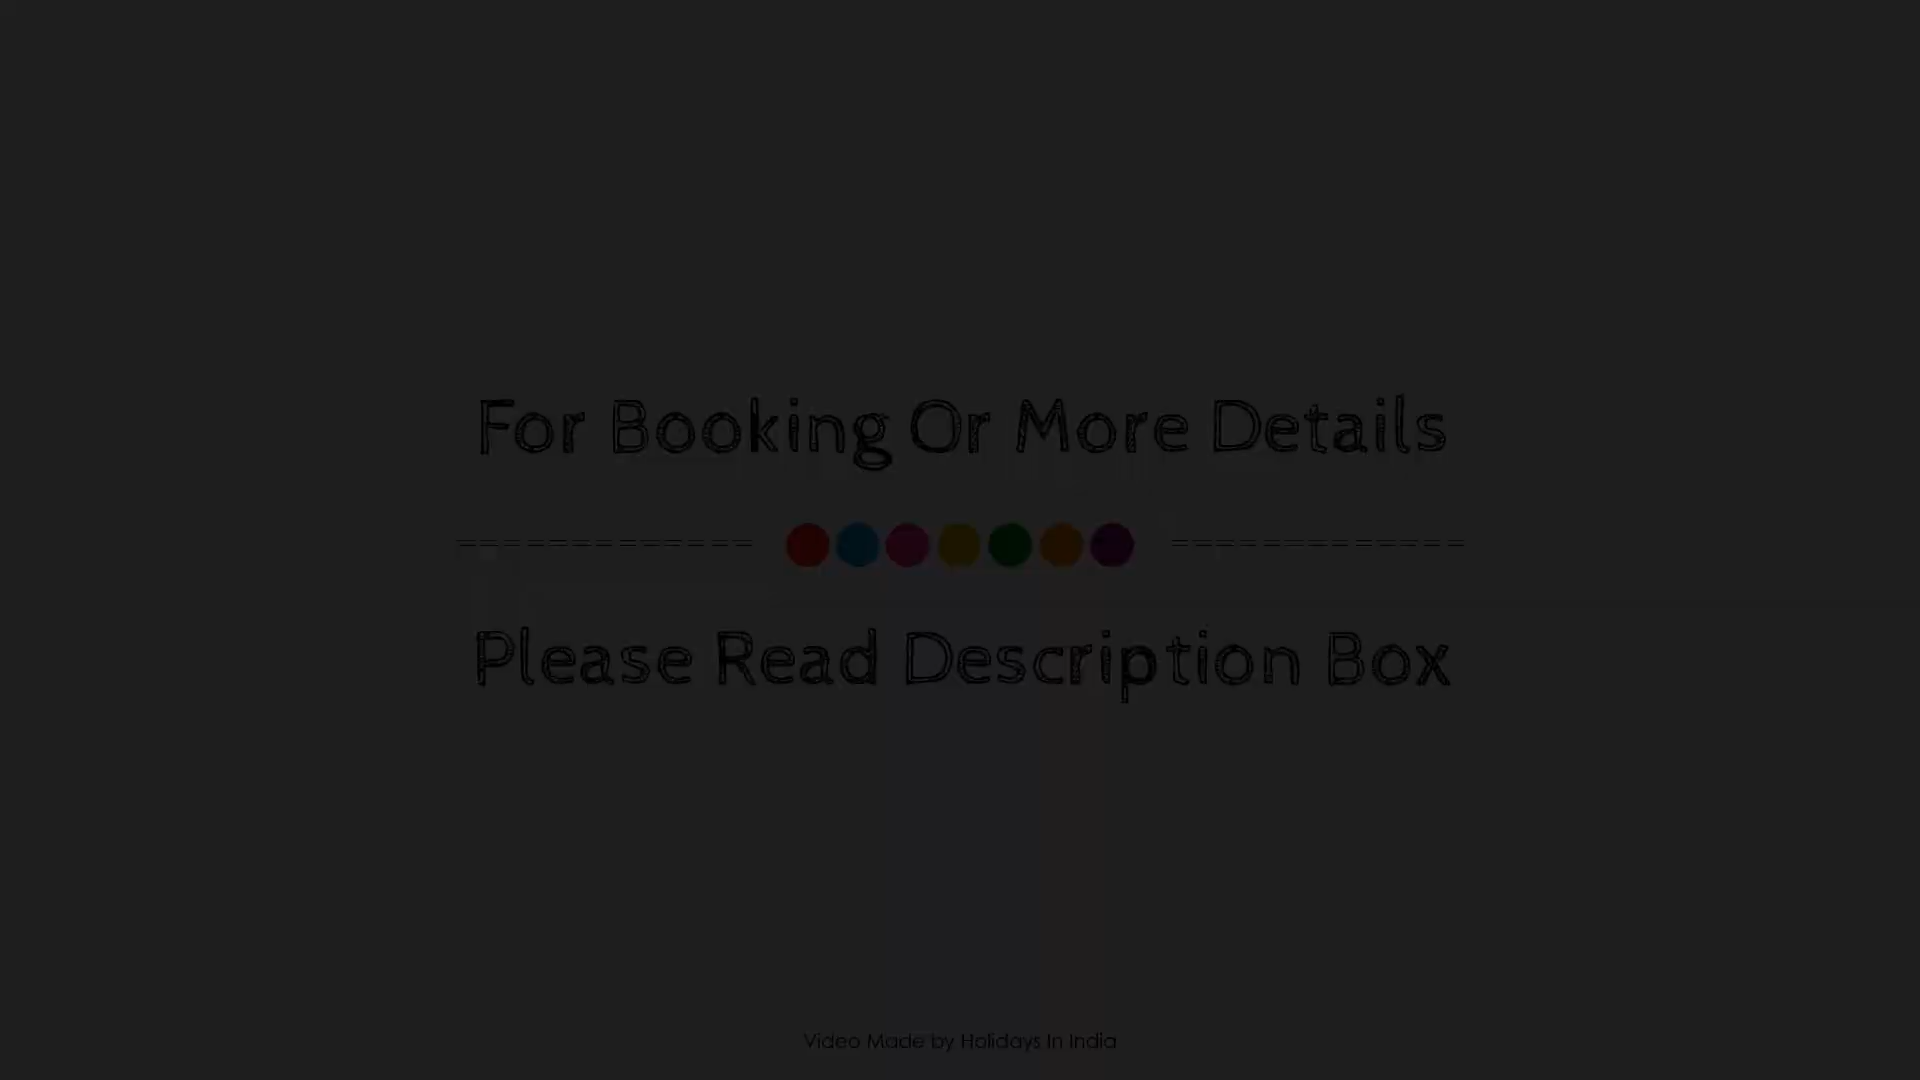 For Booking Or More Details
Please Read Description Box
Video Made by Holidays In India